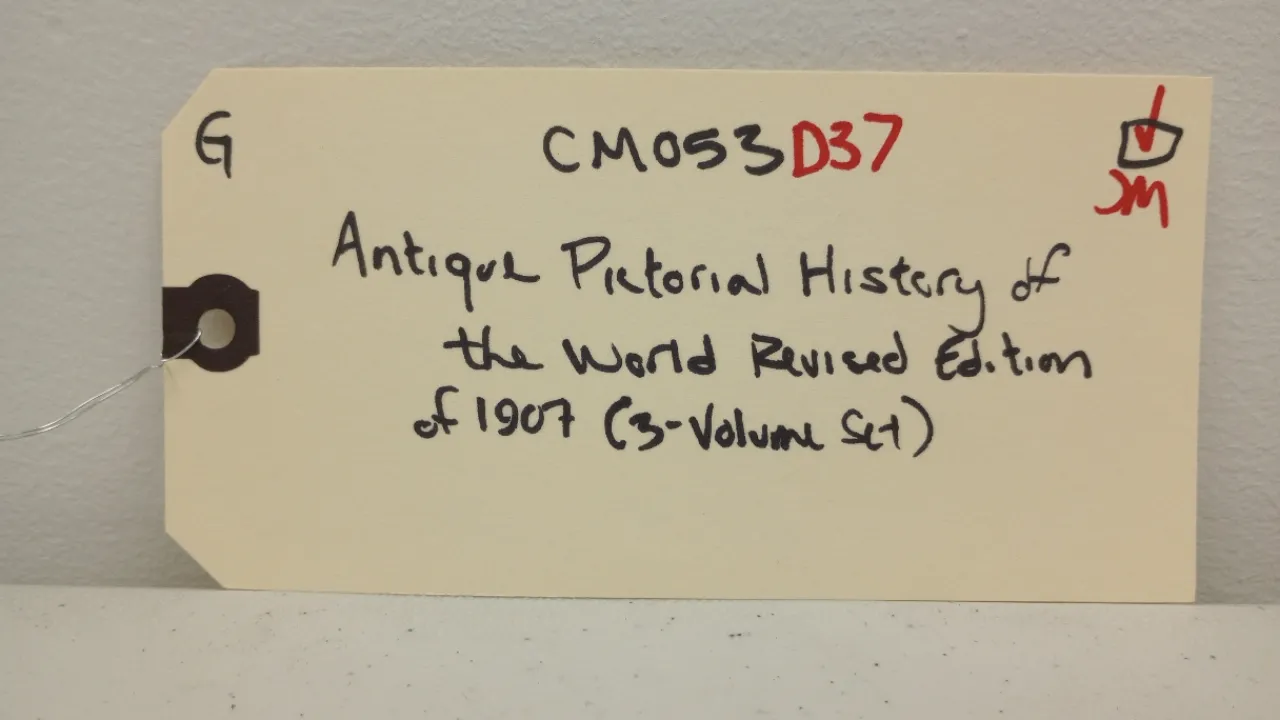 G CM053D37
JM
Antique Pictorial History of
the World Revised Edition
of 1907 (3-Volume Set)